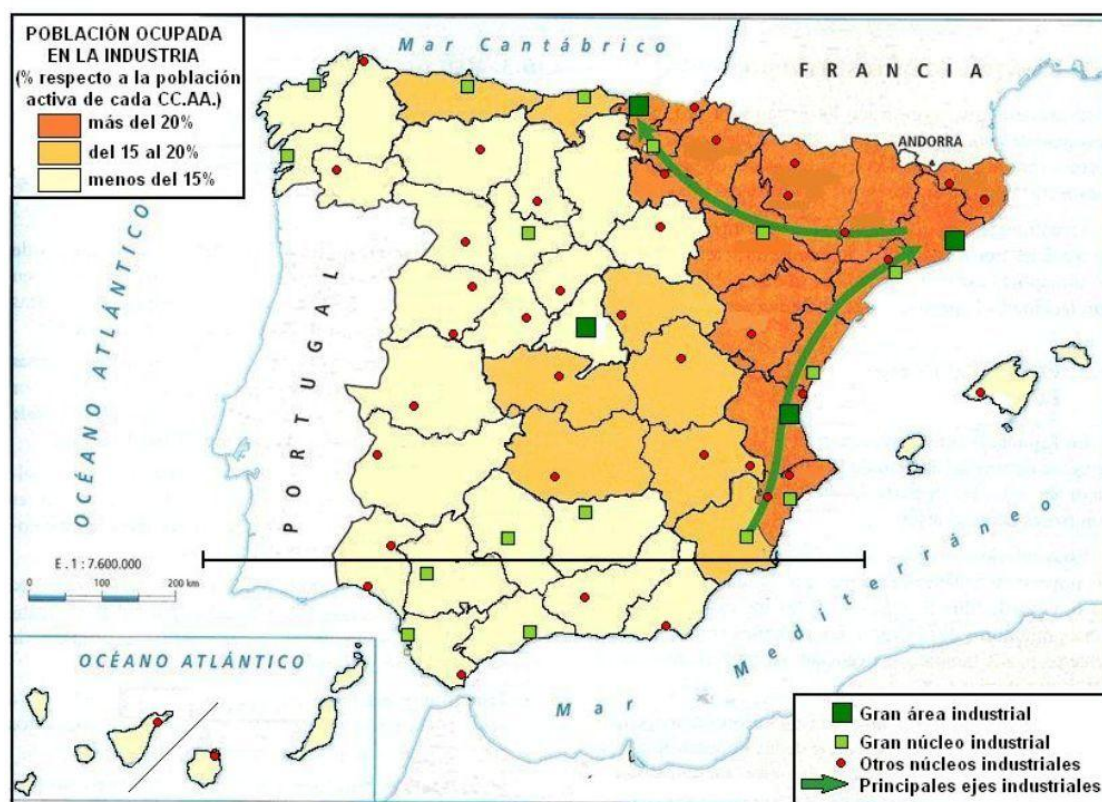 POBLACIÓN OCUPADA
EN LA INDUSTRIA
(% respecto a la población
activa de cada CC.AA.)
más del 20%
del 15 al 20%
menos del 15%
Mar Cantábrico
FRANCIA
ANDORRA
OCÉANO ATLÁNTICO
PORTUGAL
Mar Mediterráneo
E. 1 : 7.600.000
0 100 200 km
OCÉANO ATLÁNTICO
Gran área industrial
Gran núcleo industrial
Otros núcleos industriales
Principales ejes industriales